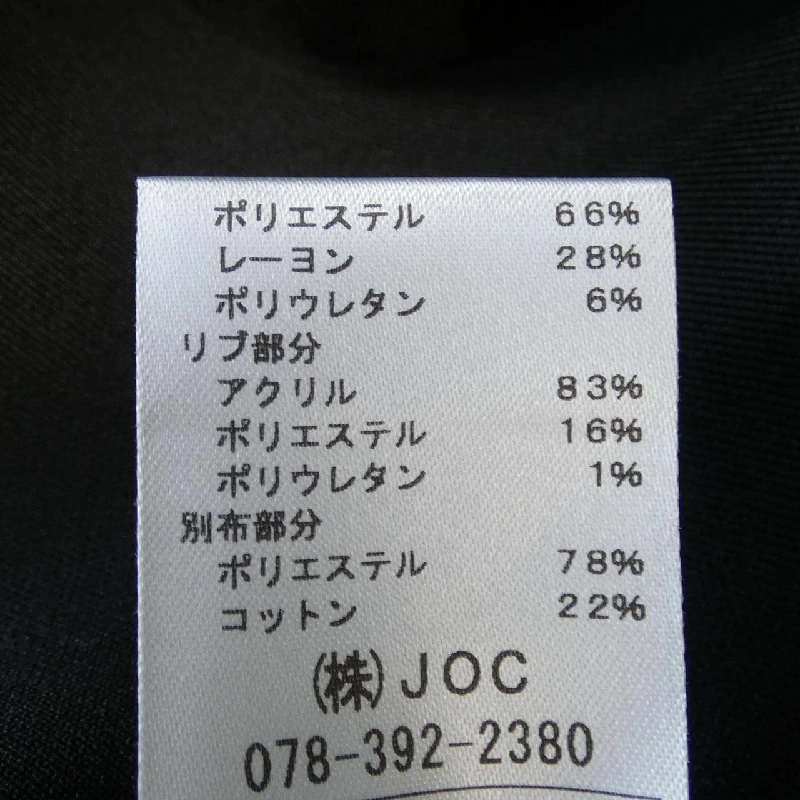 ポリエステル 66%
レーヨン 28%
ポリウレタン 6%
リブ部分
アクリル 83%
ポリエステル 16%
ポリウレタン 1%
別布部分
ポリエステル 78%
コットン 22%
(株)JOC
078-392-2380